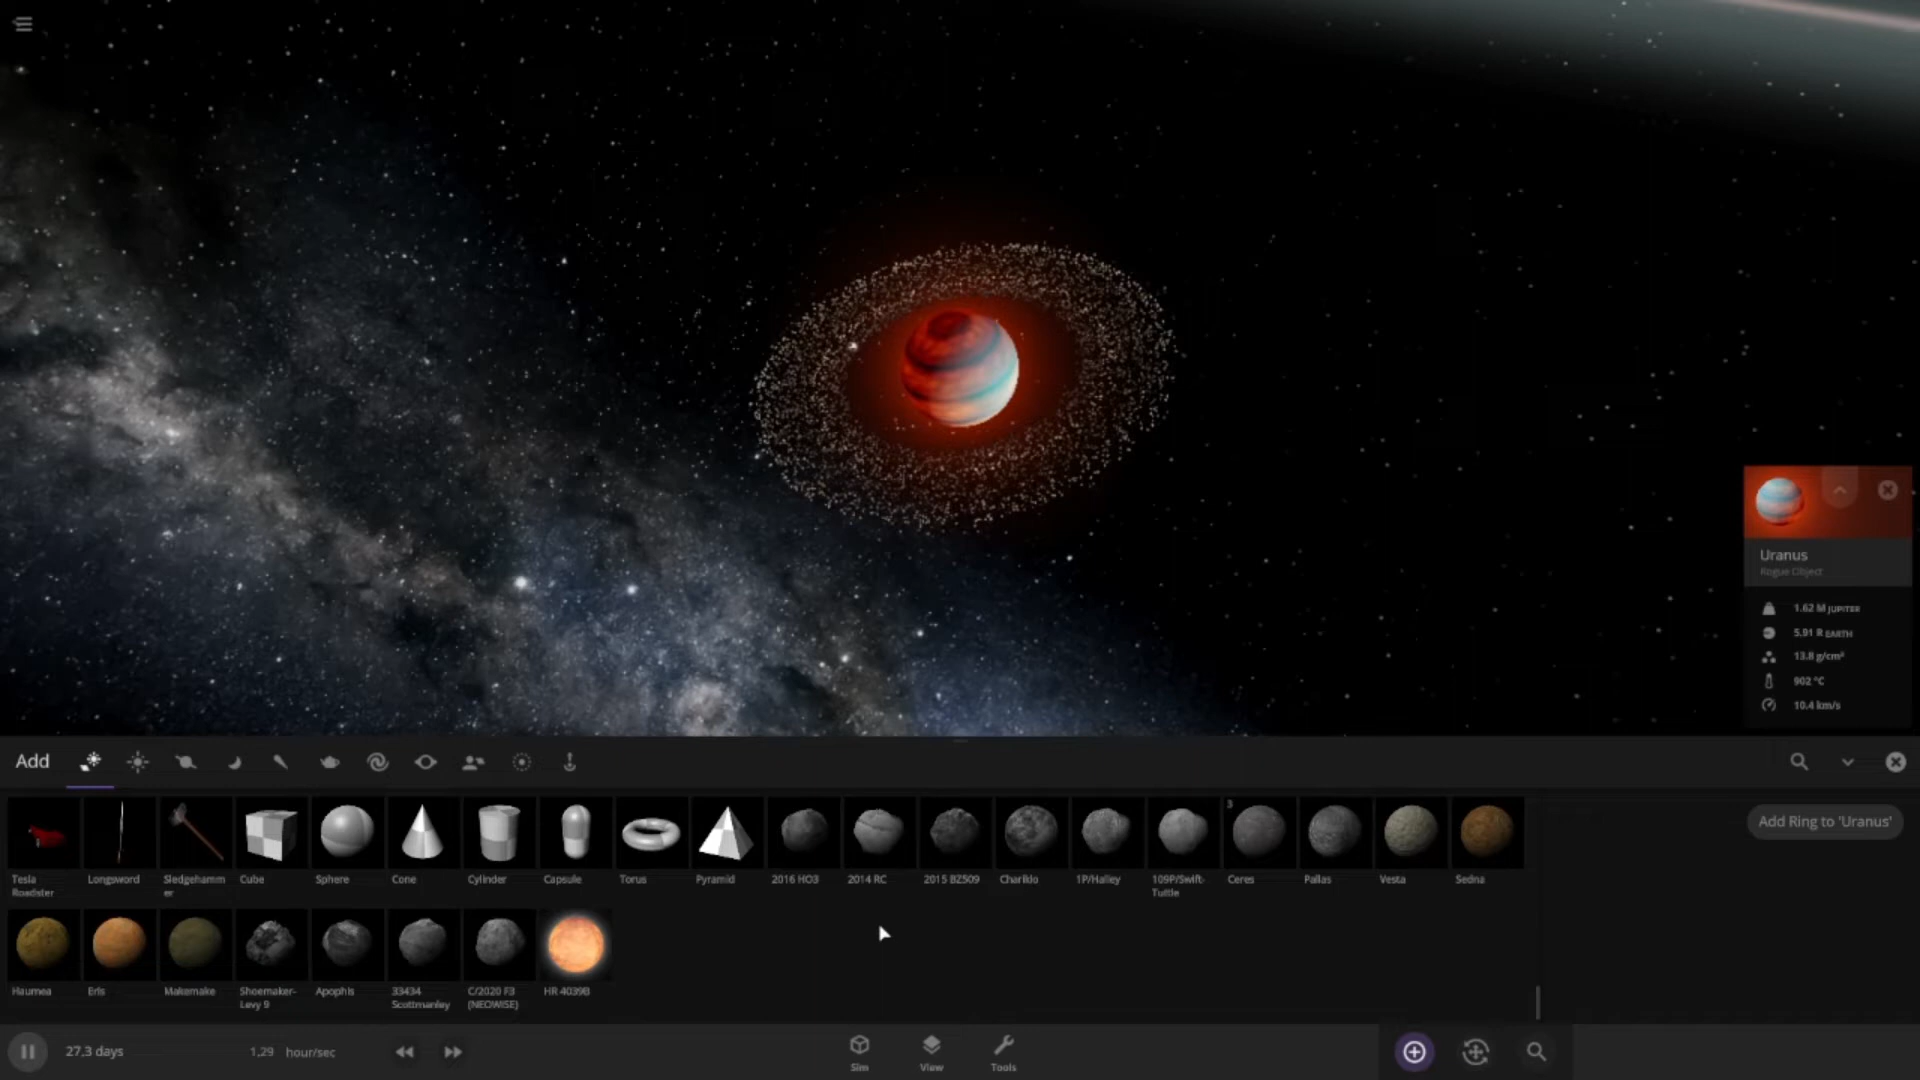 Uranus
Rogue Object
1.62 M JUPITER
5.91 R EARTH
13.8 g/cm³
902 °C
10.4 km/s
Add
Add Ring to 'Uranus'
Tesla Roadster
Longsword
Sledgehammer
Cube
Sphere
Cone
Cylinder
Capsule
Torus
Pyramid
2016 HO3
2014 RC
2015 BZ509
Chariklo
1P/Halley
109P/Swift-Tuttle
3
Ceres
Pallas
Vesta
Sedna
Haumea
Eris
Makemake
Shoemaker-Levy 9
Apophis
33434 Scottmanley
C/2020 F3 (NEOWISE)
HR 4039B
27.3 days
1,29 hour/sec
Sim
View
Tools